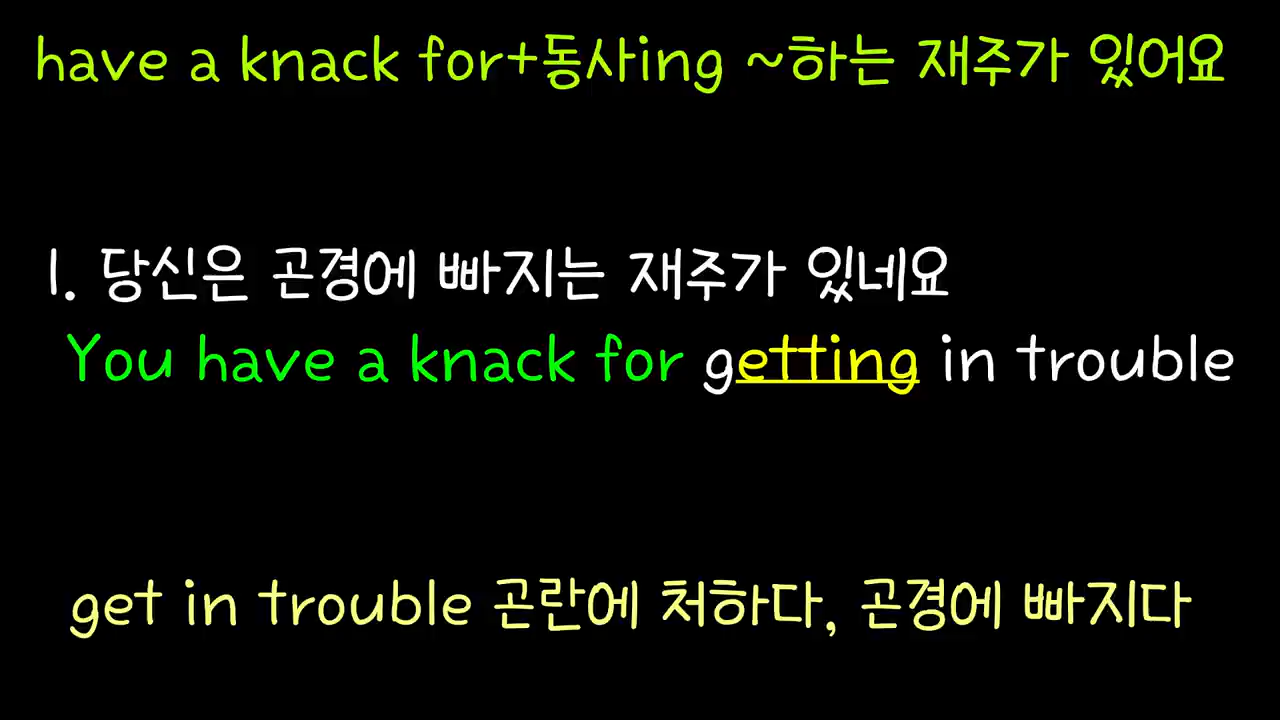 have a knack for+동사ing ~하는 재주가 있어요
1. 당신은 곤경에 빠지는 재주가 있네요
You have a knack for getting in trouble
get in trouble 곤란에 처하다, 곤경에 빠지다